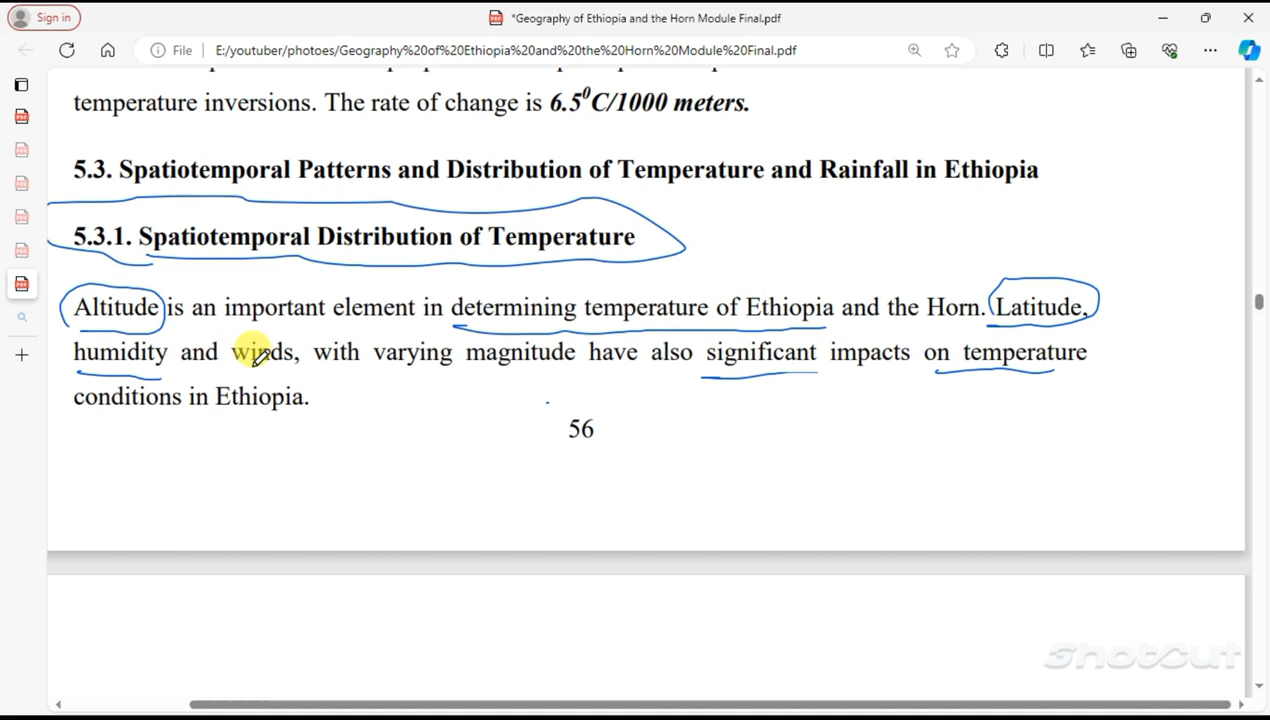 Sign in
*Geography of Ethiopia and the Horn Module Final.pdf
File
E:/youtuber/photoes/Geography%20of%20Ethiopia%20and%20the%20Horn%20Module%20Final.pdf
temperature inversions. The rate of change is 6.5⁰C/1000 meters.
5.3. Spatiotemporal Patterns and Distribution of Temperature and Rainfall in Ethiopia
5.3.1. Spatiotemporal Distribution of Temperature
Altitude is an important element in determining temperature of Ethiopia and the Horn. Latitude,
humidity and winds, with varying magnitude have also significant impacts on temperature
conditions in Ethiopia.
56
ShotCut